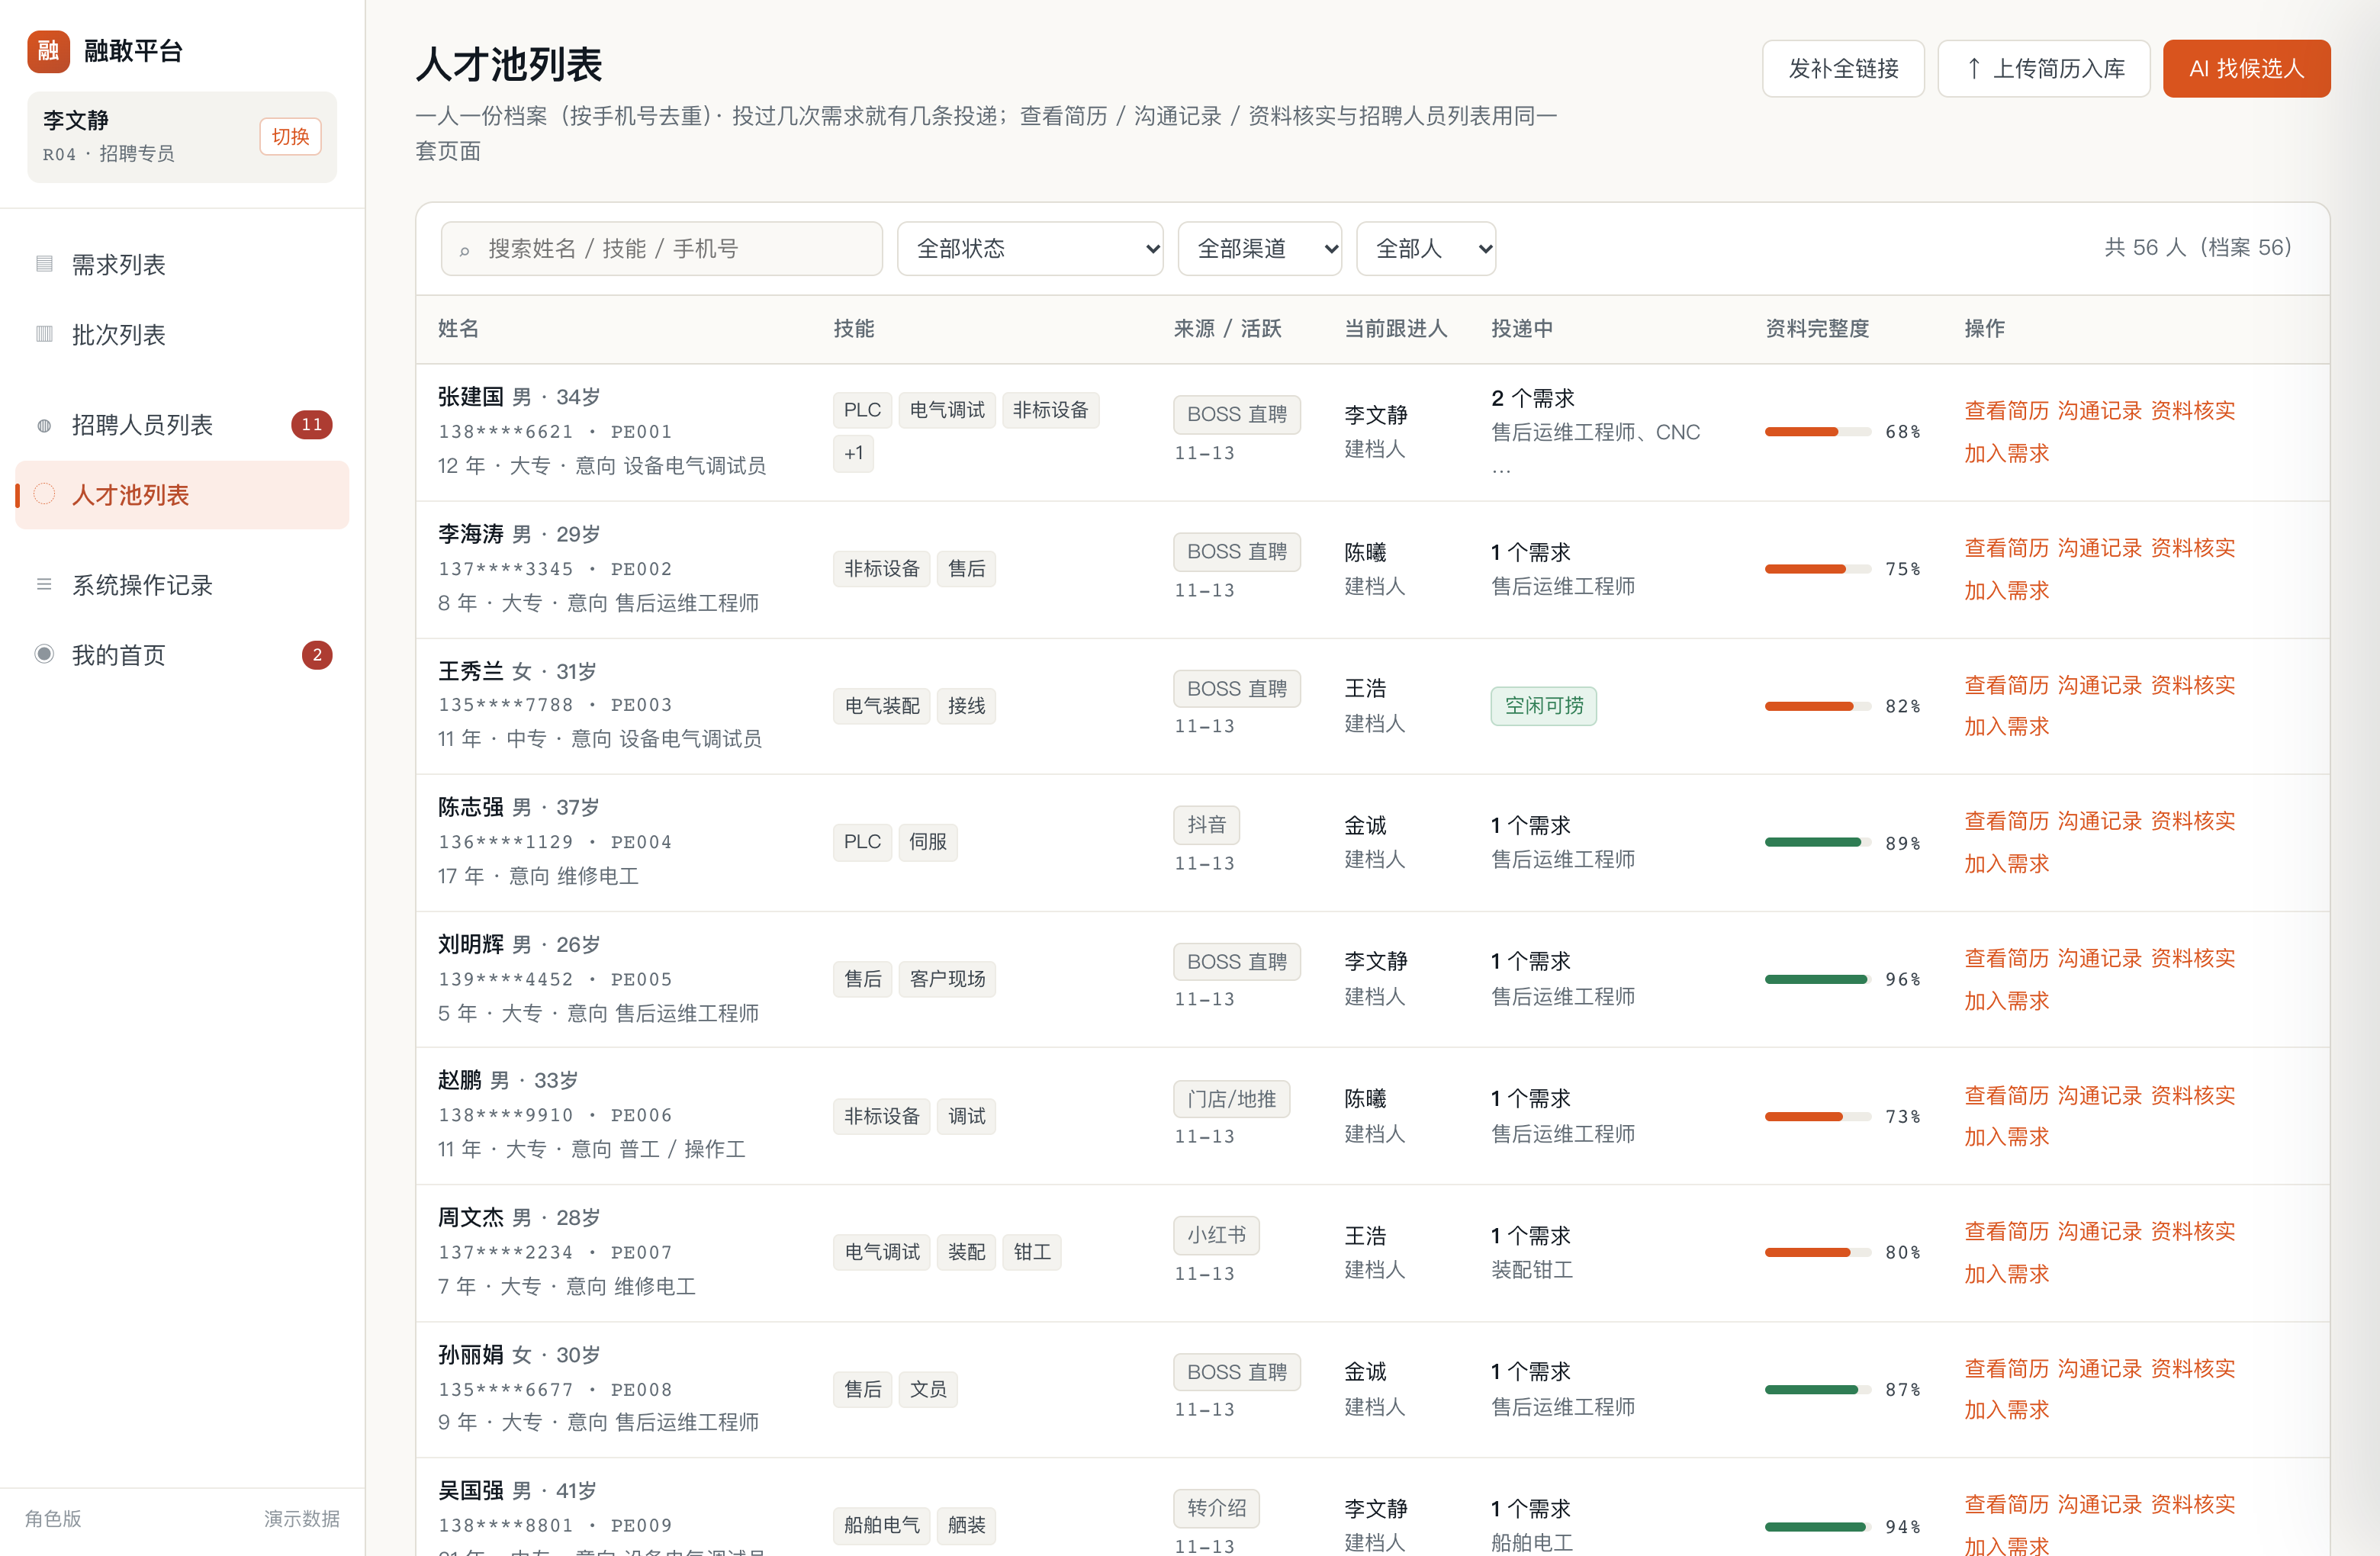 融 融敢平台
李文静
R04 · 招聘专员
切换
需求列表
批次列表
招聘人员列表 11
人才池列表
系统操作记录
我的首页 2
角色版 演示数据
人才池列表
一人一份档案（按手机号去重）· 投过几次需求就有几条投递；查看简历 / 沟通记录 / 资料核实与招聘人员列表用同一
套页面
发补全链接 ↑ 上传简历入库 AI 找候选人
搜索姓名 / 技能 / 手机号 全部状态 全部渠道 全部人 共 56 人（档案 56）
姓名 技能 来源 / 活跃 当前跟进人 投递中 资料完整度 操作
张建国 男 · 34岁
138****6621 · PE001
12 年 · 大专 · 意向 设备电气调试员
PLC 电气调试 非标设备
+1
BOSS 直聘
11-13
李文静
建档人
2 个需求
售后运维工程师、CNC
…
68%
查看简历 沟通记录 资料核实
加入需求
李海涛 男 · 29岁
137****3345 · PE002
8 年 · 大专 · 意向 售后运维工程师
非标设备 售后
BOSS 直聘
11-13
陈曦
建档人
1 个需求
售后运维工程师
75%
查看简历 沟通记录 资料核实
加入需求
王秀兰 女 · 31岁
135****7788 · PE003
11 年 · 中专 · 意向 设备电气调试员
电气装配 接线
BOSS 直聘
11-13
王浩
建档人
空闲可捞
82%
查看简历 沟通记录 资料核实
加入需求
陈志强 男 · 37岁
136****1129 · PE004
17 年 · 意向 维修电工
PLC 伺服
抖音
11-13
金诚
建档人
1 个需求
售后运维工程师
89%
查看简历 沟通记录 资料核实
加入需求
刘明辉 男 · 26岁
139****4452 · PE005
5 年 · 大专 · 意向 售后运维工程师
售后 客户现场
BOSS 直聘
11-13
李文静
建档人
1 个需求
售后运维工程师
96%
查看简历 沟通记录 资料核实
加入需求
赵鹏 男 · 33岁
138****9910 · PE006
11 年 · 大专 · 意向 普工 / 操作工
非标设备 调试
门店/地推
11-13
陈曦
建档人
1 个需求
售后运维工程师
73%
查看简历 沟通记录 资料核实
加入需求
周文杰 男 · 28岁
137****2234 · PE007
7 年 · 大专 · 意向 维修电工
电气调试 装配 钳工
小红书
11-13
王浩
建档人
1 个需求
装配钳工
80%
查看简历 沟通记录 资料核实
加入需求
孙丽娟 女 · 30岁
135****6677 · PE008
9 年 · 大专 · 意向 售后运维工程师
售后 文员
BOSS 直聘
11-13
金诚
建档人
1 个需求
售后运维工程师
87%
查看简历 沟通记录 资料核实
加入需求
吴国强 男 · 41岁
138****8801 · PE009
船舶电气 舾装
转介绍
11-13
李文静
建档人
1 个需求
船舶电工
94%
查看简历 沟通记录 资料核实
加入需求